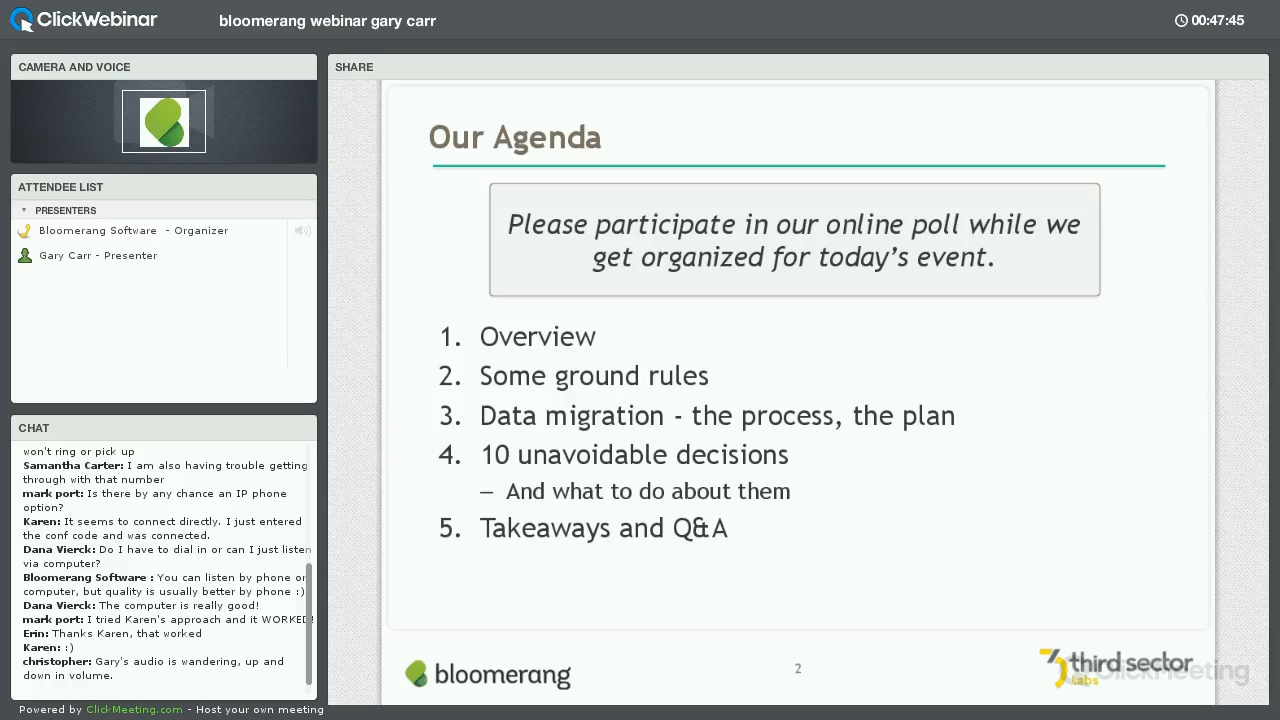 ClickWebinar
bloomerang webinar gary carr
00:47:45
CAMERA AND VOICE
ATTENDEE LIST
PRESENTERS
Bloomerang Software - Organizer
Gary Carr - Presenter
CHAT
won't ring or pick up
Samantha Carter: I am also having trouble getting
through with that number
mark port: Is there by any chance an IP phone
option?
Karen: It seems to connect directly. I just entered
the conf code and was connected.
Dana Vierck: Do I have to dial in or can I just listen
via computer?
Bloomerang Software : You can listen by phone or
computer, but quality is usually better by phone :)
Dana Vierck: The computer is really good!
mark port: I tried Karen's approach and it WORKED!
Erin: Thanks Karen, that worked
Karen: :)
christopher: Gary's audio is wandering, up and
down in volume.
Powered by ClickMeeting.com - Host your own meeting
SHARE
Our Agenda
Please participate in our online poll while we
get organized for today's event.
1. Overview
2. Some ground rules
3. Data migration - the process, the plan
4. 10 unavoidable decisions
– And what to do about them
5. Takeaways and Q&A
bloomerang
2
third sector
labs
ClickMeeting